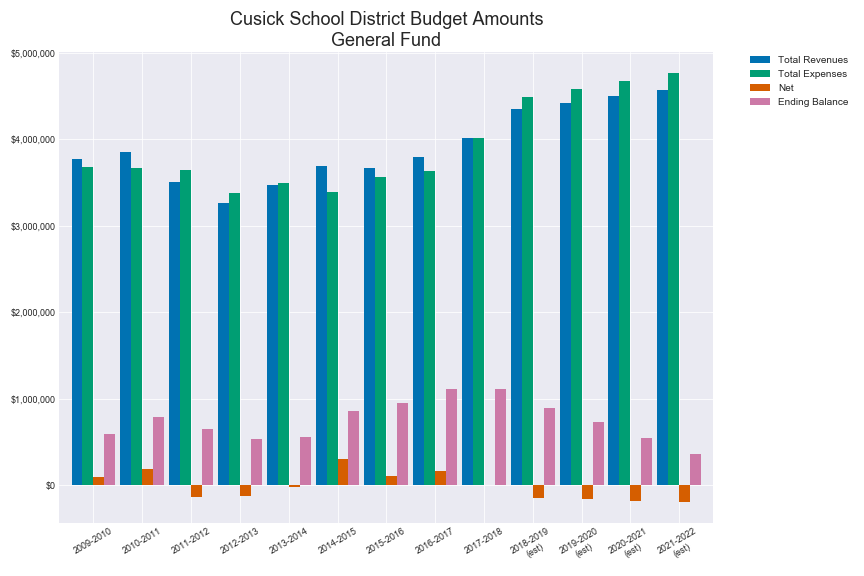 Cusick School District Budget Amounts
General Fund
Total Revenues
Total Expenses
Net
Ending Balance
$5,000,000
$4,000,000
$3,000,000
$2,000,000
$1,000,000
$0
2009-2010
2010-2011
2011-2012
2012-2013
2013-2014
2014-2015
2015-2016
2016-2017
2017-2018
2018-2019
(est)
2019-2020
(est)
2020-2021
(est)
2021-2022
(est)